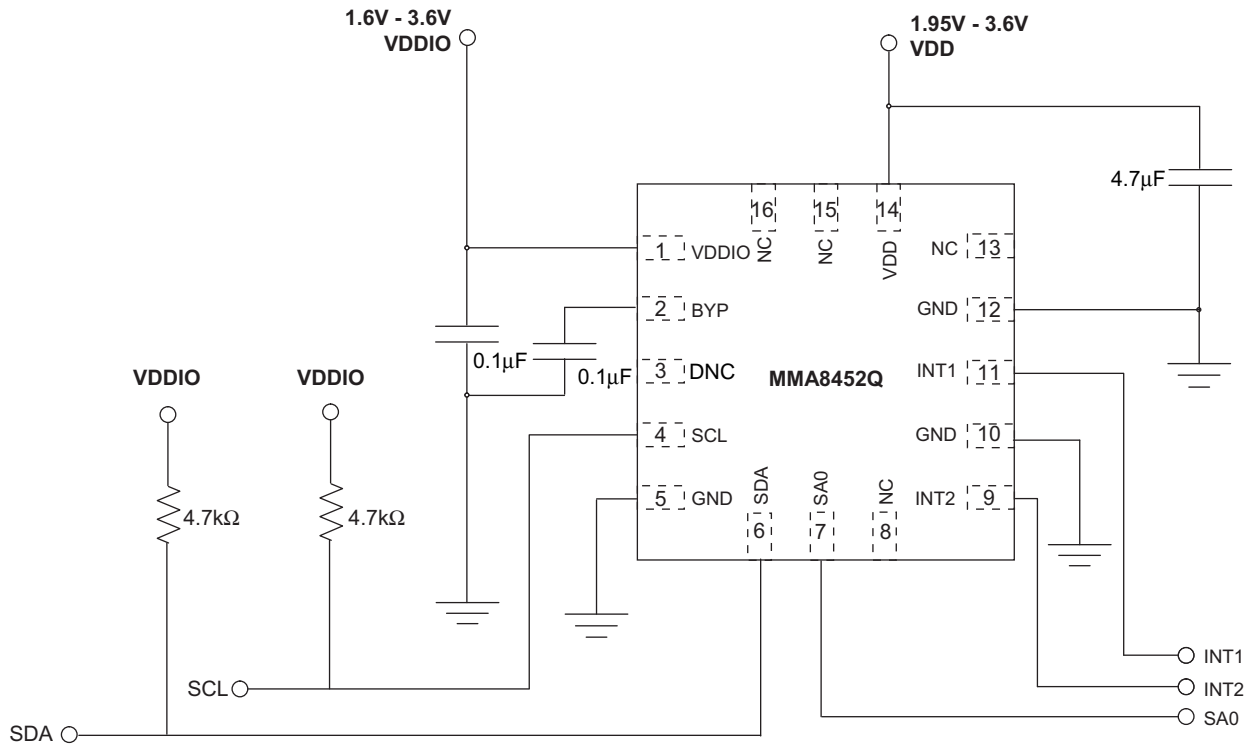 1.6V - 3.6V
VDDIO
1.95V - 3.6V
VDD
4.7μF
16
NC
15
NC
14
VDD
1
VDDIO
NC
13
2
BYP
GND
12
0.1μF
0.1μF
3
DNC
MMA8452Q
INT1
11
VDDIO
VDDIO
4
SCL
GND
10
5
GND
SDA
6
SA0
7
NC
8
INT2
9
4.7kΩ
4.7kΩ
INT1
SCL
INT2
SA0
SDA